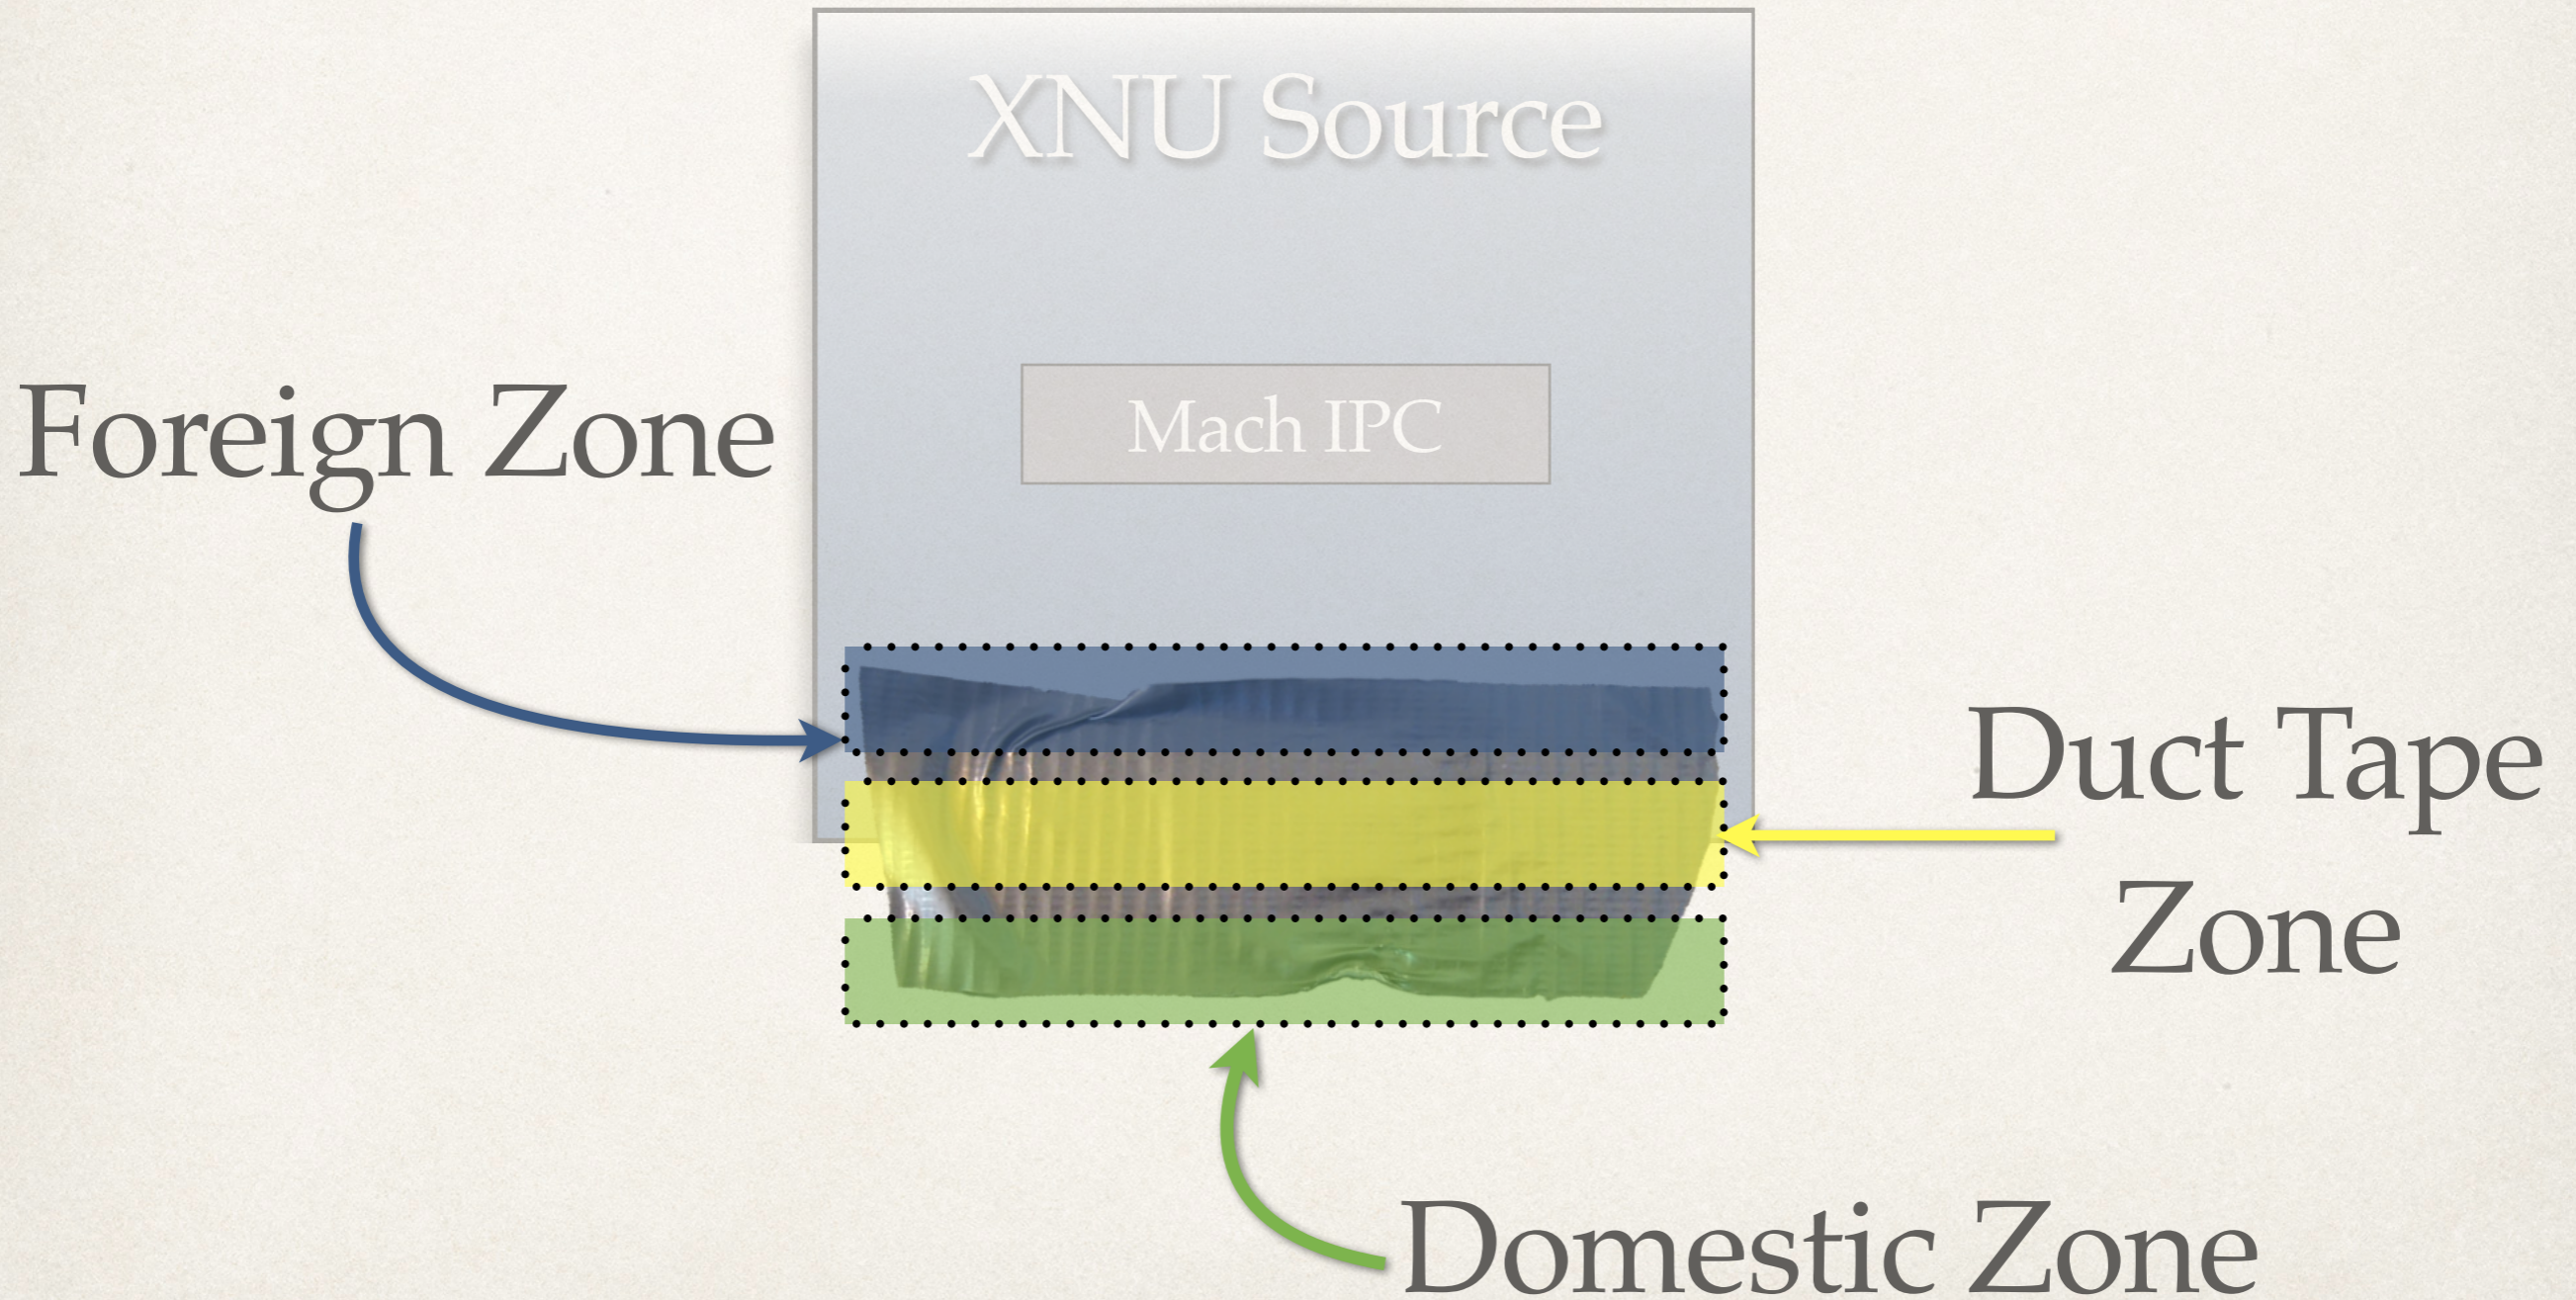 XNU Source
Mach IPC
Foreign Zone
Duct Tape
Zone
Domestic Zone